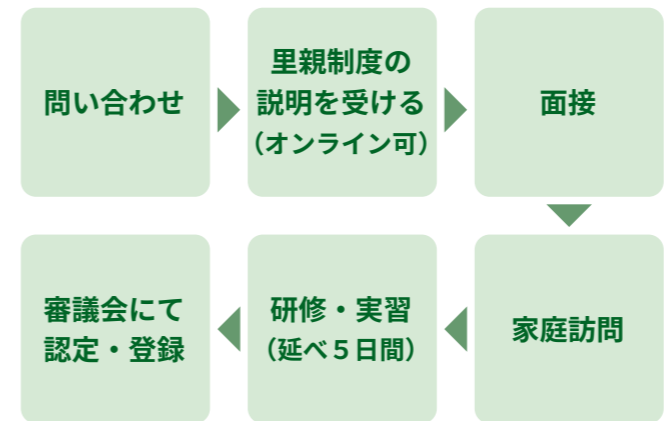 問い合わせ
里親制度の
説明を受ける
（オンライン可）
面接
家庭訪問
研修・実習
（延べ５日間）
審議会にて
認定・登録